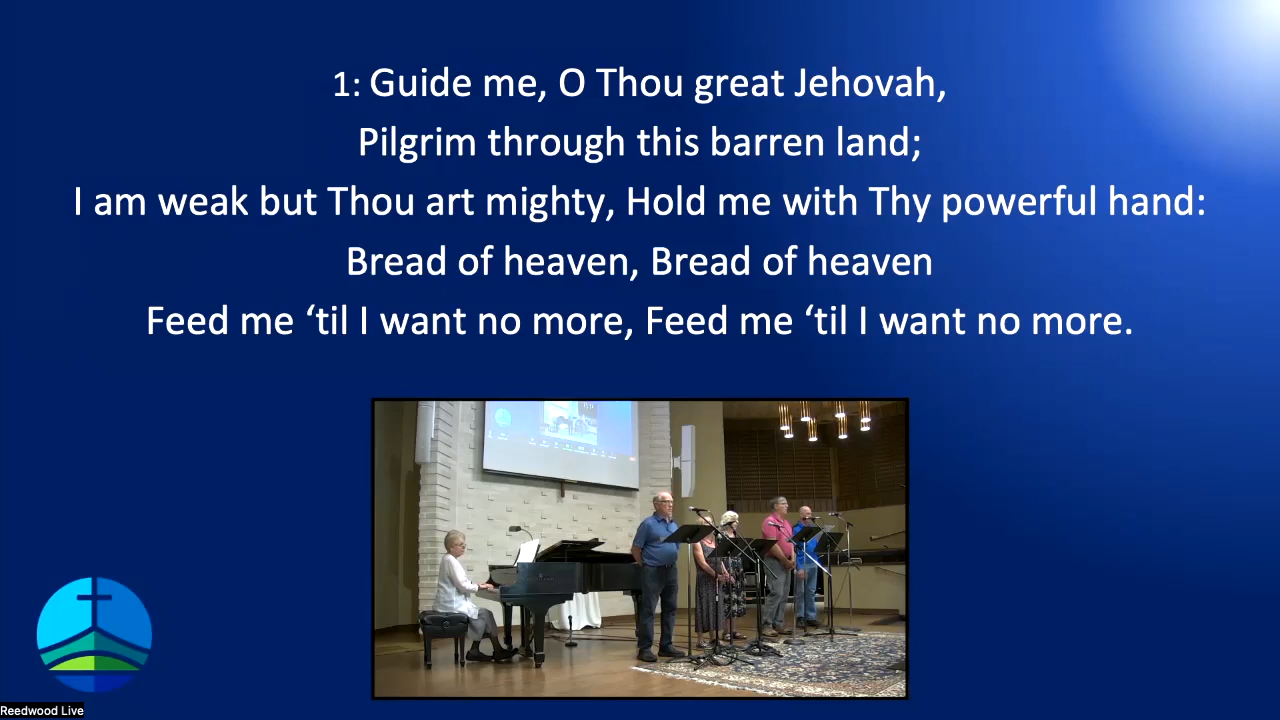 1: Guide me, O Thou great Jehovah,
Pilgrim through this barren land;
I am weak but Thou art mighty, Hold me with Thy powerful hand:
Bread of heaven, Bread of heaven
Feed me ‘til I want no more, Feed me ‘til I want no more.
Reedwood Live